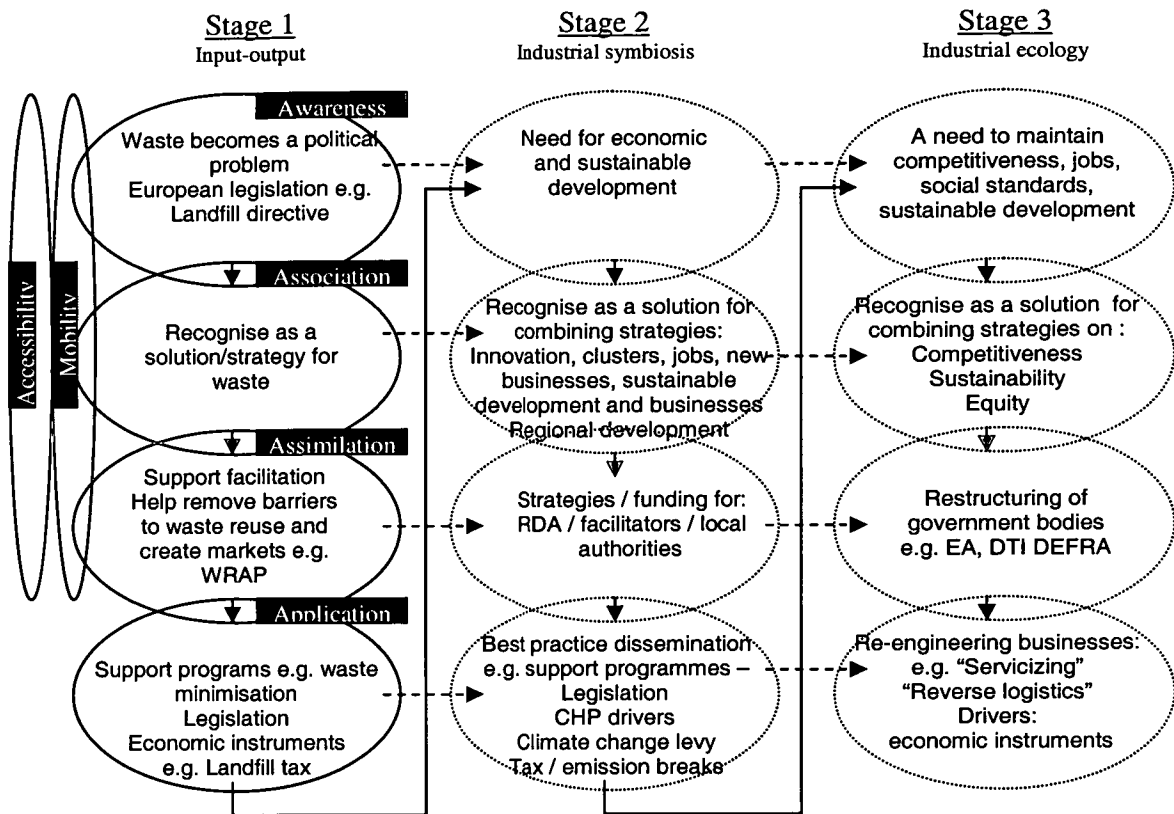 Stage 1
Input-output
Stage 2
Industrial symbiosis
Stage 3
Industrial ecology
Accessibility
Mobility
Awareness
Waste becomes a political
problem
European legislation e.g.
Landfill directive
Need for economic
and sustainable
development
A need to maintain
competitiveness, jobs,
social standards,
sustainable development
Association
Recognise as a
solution/strategy for
waste
Recognise as a solution for
combining strategies:
Innovation, clusters, jobs, new
businesses, sustainable
development and businesses
Regional development
Recognise as a solution for
combining strategies on :
Competitiveness
Sustainability
Equity
Assimilation
Support facilitation
Help remove barriers
to waste reuse and
create markets e.g.
WRAP
Strategies / funding for:
RDA / facilitators / local
authorities
Restructuring of
government bodies
e.g. EA, DTI DEFRA
Application
Support programs e.g. waste
minimisation
Legislation
Economic instruments
e.g. Landfill tax
Best practice dissemination
e.g. support programmes –
Legislation
CHP drivers
Climate change levy
Tax / emission breaks
Re-engineering businesses:
e.g. “Servicizing”
“Reverse logistics”
Drivers:
economic instruments